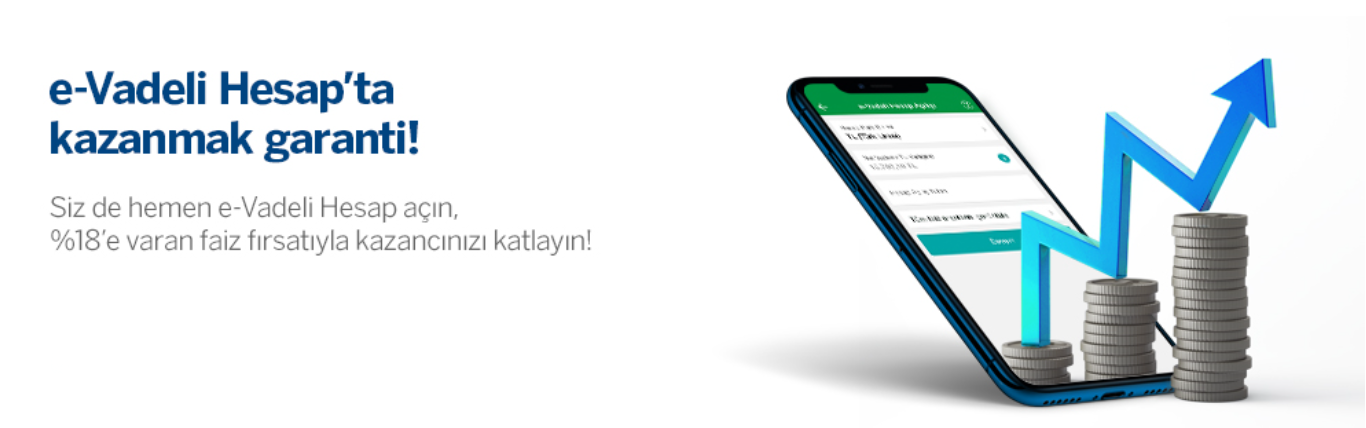 e-Vadeli Hesap'ta
kazanmak garanti!
Siz de hemen e-Vadeli Hesap açın,
%18'e varan faiz fırsatıyla kazancınızı katlayın!
e-Vadeli Hesap Açılışı
Devam